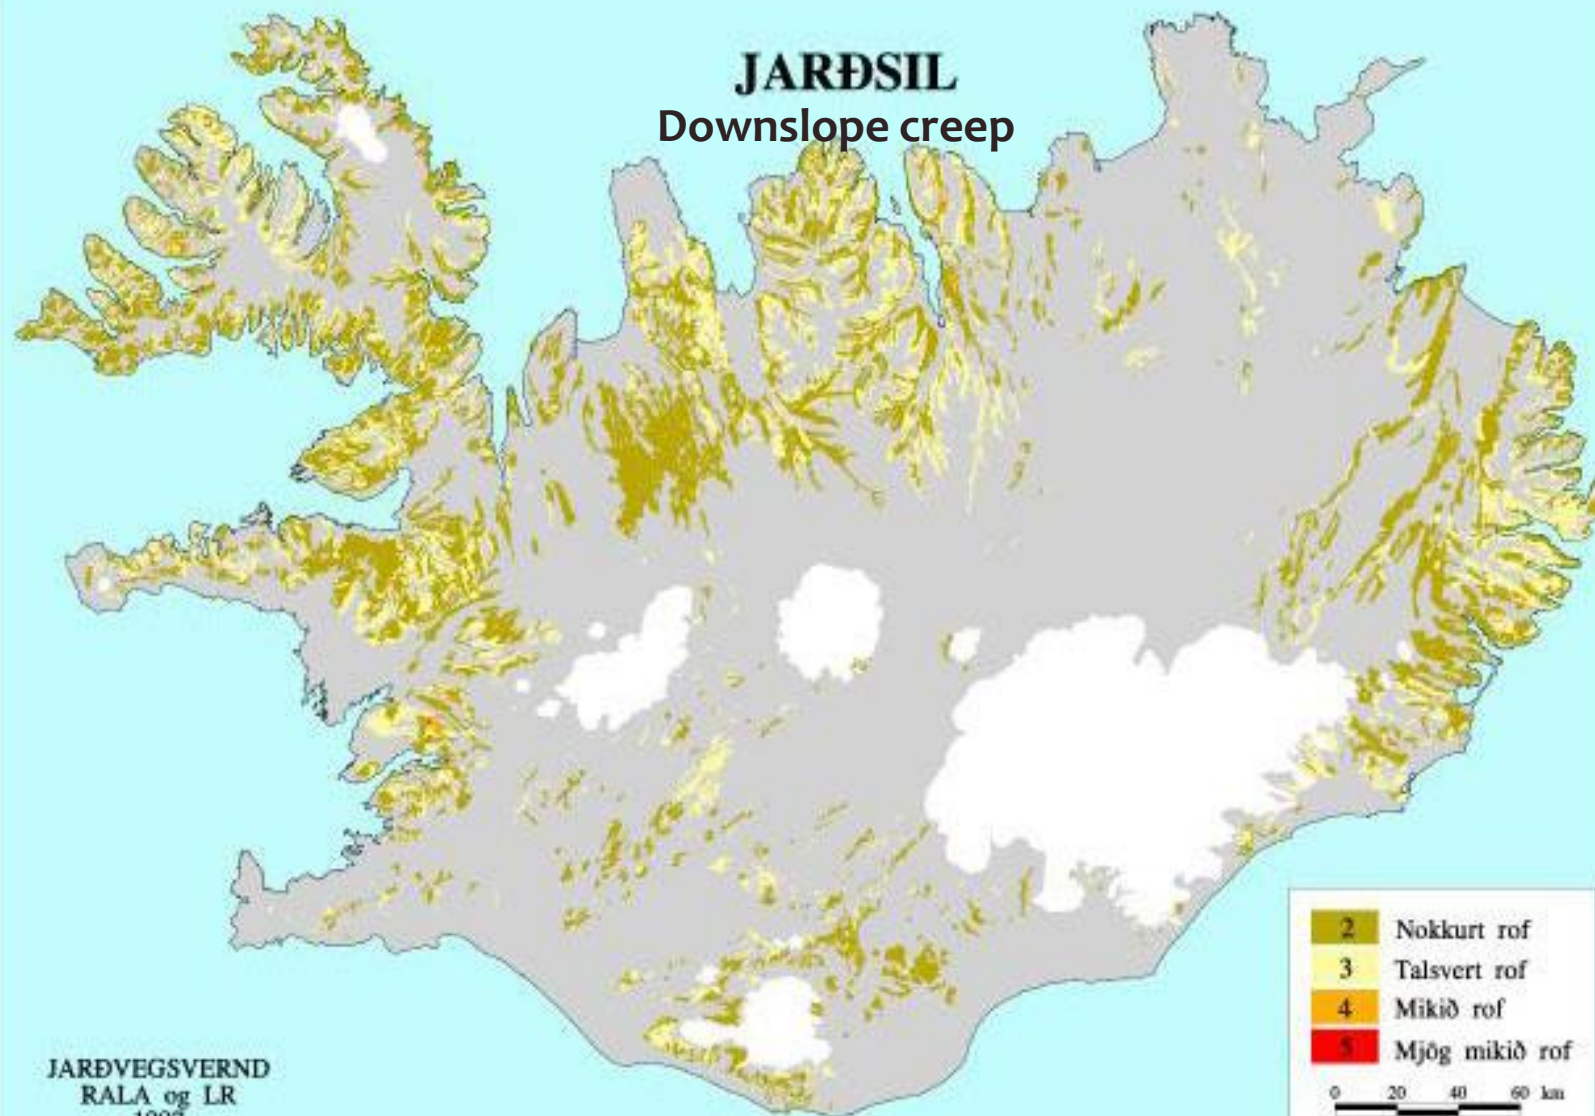 JARÐSIL
Downslope creep
2 Nokkurt rof
3 Talsvert rof
4 Mikið rof
5 Mjög mikið rof
0 20 40 60 km
JARÐVEGSVERND
RALA og LR